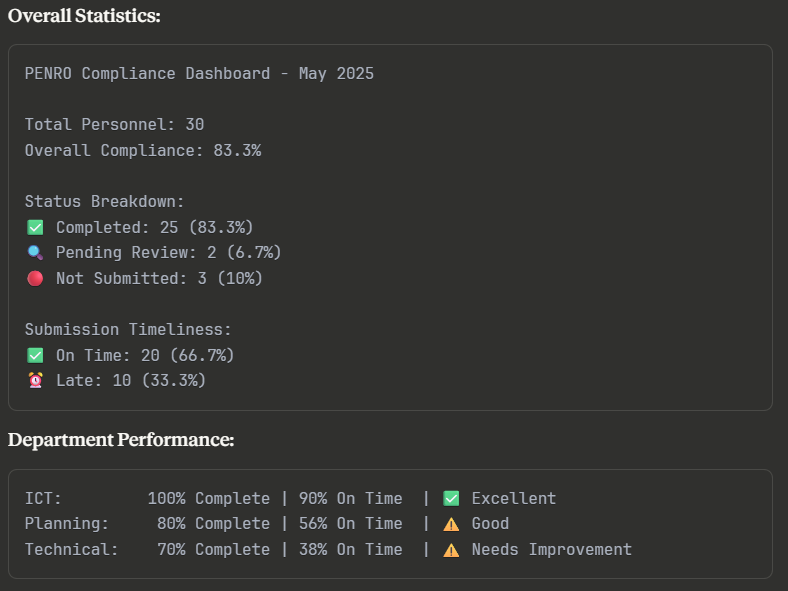 Overall Statistics:
PENRO Compliance Dashboard - May 2025
Total Personnel: 30
Overall Compliance: 83.3%
Status Breakdown:
✅ Completed: 25 (83.3%)
🔍 Pending Review: 2 (6.7%)
🔴 Not Submitted: 3 (10%)
Submission Timeliness:
✅ On Time: 20 (66.7%)
⏰ Late: 10 (33.3%)
Department Performance:
ICT:         100% Complete | 90% On Time  | ✅ Excellent
Planning:     80% Complete | 56% On Time  | ⚠️ Good
Technical:    70% Complete | 38% On Time  | ⚠️ Needs Improvement